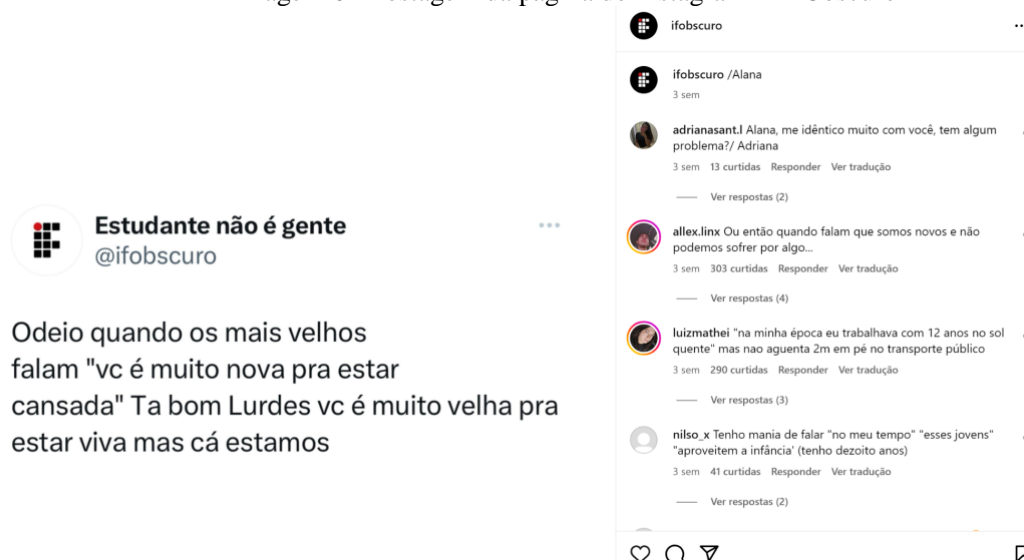 Estudante não é gente
@ifobscuro
Odeio quando os mais velhos
falam "vc é muito nova pra estar
cansada" Ta bom Lurdes vc é muito velha pra
estar viva mas cá estamos
ifobscuro
ifobscuro /Alana
3 sem
adrianasant.l Alana, me idêntico muito com você, tem algum
problema?/ Adriana
3 sem 13 curtidas Responder Ver tradução
Ver respostas (2)
allex.linx Ou então quando falam que somos novos e não
podemos sofrer por algo...
3 sem 303 curtidas Responder Ver tradução
Ver respostas (4)
luizmathei "na minha época eu trabalhava com 12 anos no sol
quente" mas nao aguenta 2m em pé no transporte público
3 sem 290 curtidas Responder Ver tradução
Ver respostas (3)
nilso_x Tenho mania de falar "no meu tempo" "esses jovens"
"aproveitem a infância' (tenho dezoito anos)
3 sem 41 curtidas Responder Ver tradução
Ver respostas (2)